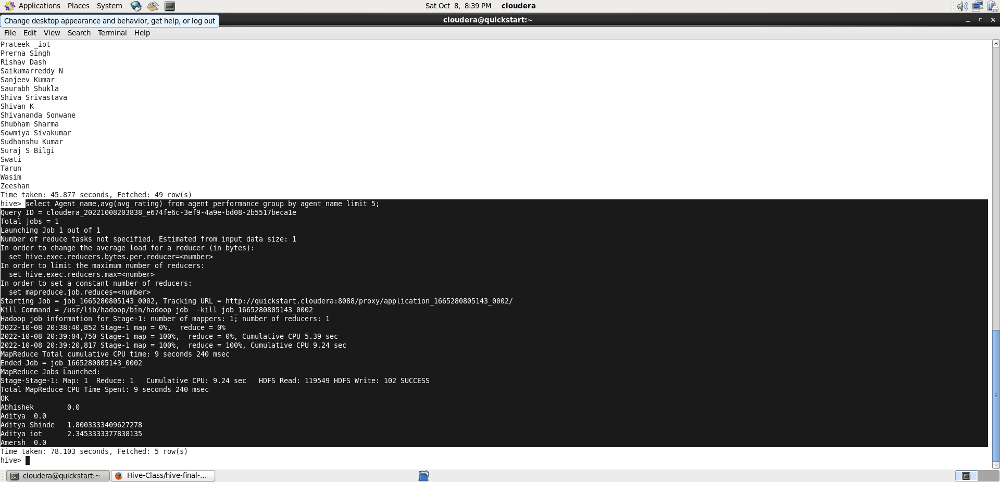 Applications Places System Sat Oct 8, 8:39 PM cloudera
Change desktop appearance and behavior, get help, or log out
cloudera@quickstart:~
File Edit View Search Terminal Help
Prateek _iot
Prerna Singh
Rishav Dash
Saikumarreddy N
Sanjeev Kumar
Saurabh Shukla
Shiva Srivastava
Shivan K
Shivananda Sonwane
Shubham Sharma
Sowmiya Sivakumar
Sudhanshu Kumar
Suraj S Bilgi
Swati
Tarun
Wasim
Zeeshan
Time taken: 45.877 seconds, Fetched: 49 row(s)
hive> select Agent_name,avg(avg_rating) from agent_performance group by agent_name limit 5;
Query ID = cloudera_20221008203838_e674fe6c-3ef9-4a9e-bd08-2b5517beca1e
Total jobs = 1
Launching Job 1 out of 1
Number of reduce tasks not specified. Estimated from input data size: 1
In order to change the average load for a reducer (in bytes):
  set hive.exec.reducers.bytes.per.reducer=<number>
In order to limit the maximum number of reducers:
  set hive.exec.reducers.max=<number>
In order to set a constant number of reducers:
  set mapreduce.job.reduces=<number>
Starting Job = job_1665280805143_0002, Tracking URL = http://quickstart.cloudera:8088/proxy/application_1665280805143_0002/
Kill Command = /usr/lib/hadoop/bin/hadoop job  -kill job_1665280805143_0002
Hadoop job information for Stage-1: number of mappers: 1; number of reducers: 1
2022-10-08 20:38:40,852 Stage-1 map = 0%,  reduce = 0%
2022-10-08 20:39:04,750 Stage-1 map = 100%,  reduce = 0%, Cumulative CPU 5.39 sec
2022-10-08 20:39:20,817 Stage-1 map = 100%,  reduce = 100%, Cumulative CPU 9.24 sec
MapReduce Total cumulative CPU time: 9 seconds 240 msec
Ended Job = job_1665280805143_0002
MapReduce Jobs Launched:
Stage-Stage-1: Map: 1  Reduce: 1   Cumulative CPU: 9.24 sec   HDFS Read: 119549 HDFS Write: 102 SUCCESS
Total MapReduce CPU Time Spent: 9 seconds 240 msec
OK
Abhishek        0.0
Aditya  0.0
Aditya Shinde   1.8003333409627278
Aditya_iot      2.3453333377838135
Amersh  0.0
Time taken: 78.103 seconds, Fetched: 5 row(s)
hive>
cloudera@quickstart:~ Hive-Class/hive-final-...